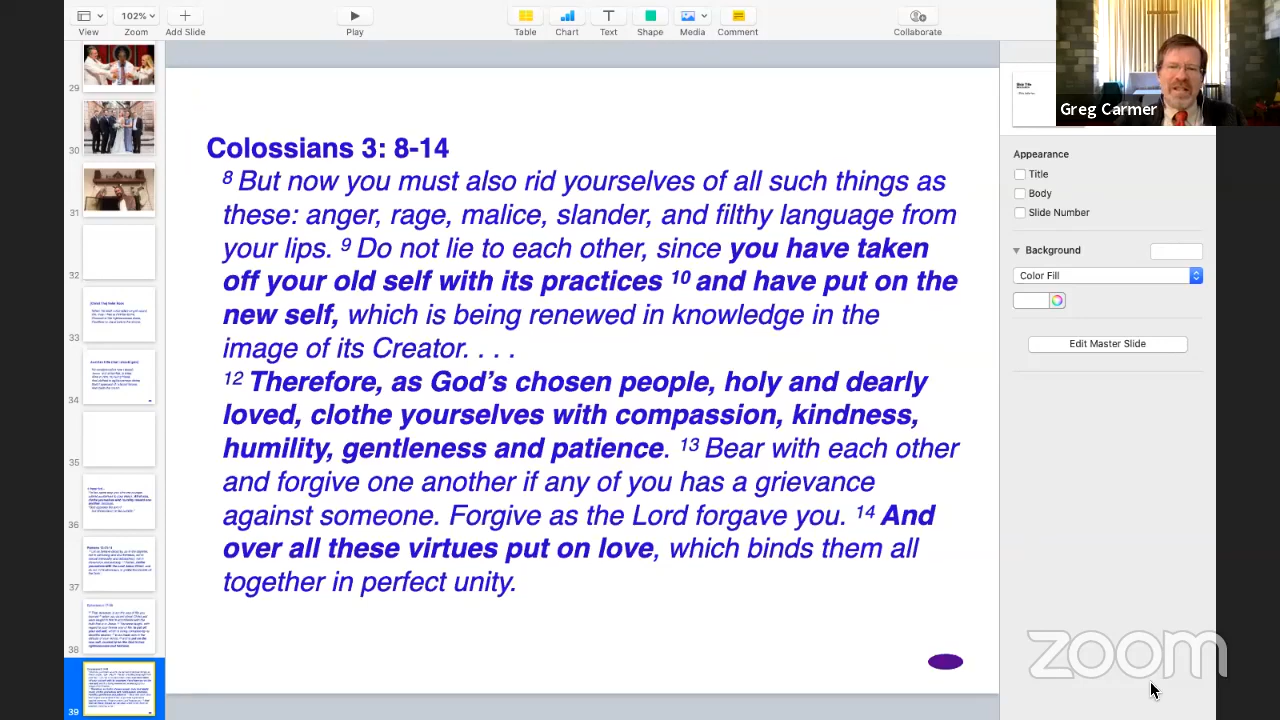 View
102%
Zoom
Add Slide
Play
Table
Chart
Text
Shape
Media
Comment
Collaborate
Greg Carmer
29
30
31
32
33
34
35
36
37
38
39
Colossians 3: 8-14
8 But now you must also rid yourselves of all such things as
these: anger, rage, malice, slander, and filthy language from
your lips. 9 Do not lie to each other, since you have taken
off your old self with its practices 10 and have put on the
new self, which is being renewed in knowledge in the
image of its Creator. . . .
12 Therefore, as God's chosen people, holy and dearly
loved, clothe yourselves with compassion, kindness,
humility, gentleness and patience. 13 Bear with each other
and forgive one another if any of you has a grievance
against someone. Forgive as the Lord forgave you. 14 And
over all these virtues put on love, which binds them all
together in perfect unity.
Appearance
Title
Body
Slide Number
Background
Color Fill
Edit Master Slide
zoom